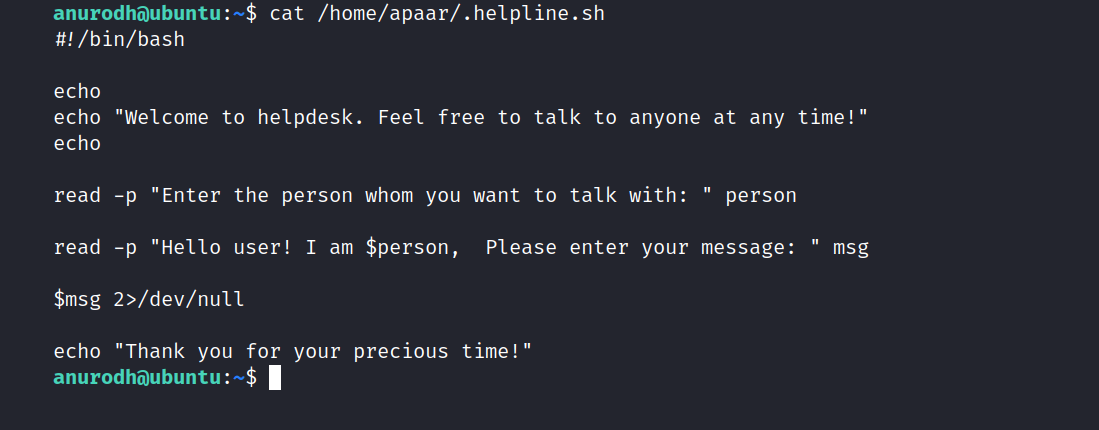 anurodh@ubuntu:~$ cat /home/apaar/.helpline.sh
#!/bin/bash
echo
echo "Welcome to helpdesk. Feel free to talk to anyone at any time!"
echo
read -p "Enter the person whom you want to talk with: " person
read -p "Hello user! I am $person,  Please enter your message: " msg
$msg 2>/dev/null
echo "Thank you for your precious time!"
anurodh@ubuntu:~$